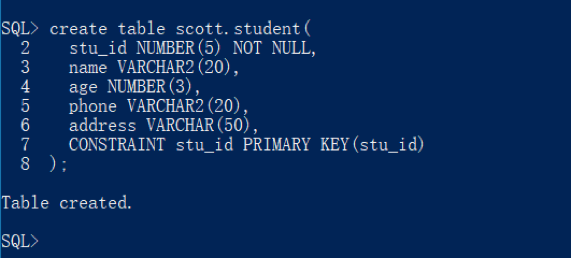 SQL> create table scott.student(
2 stu_id NUMBER(5) NOT NULL,
3 name VARCHAR2(20),
4 age NUMBER(3),
5 phone VARCHAR2(20),
6 address VARCHAR(50),
7 CONSTRAINT stu_id PRIMARY KEY(stu_id)
8 );
Table created.
SQL>